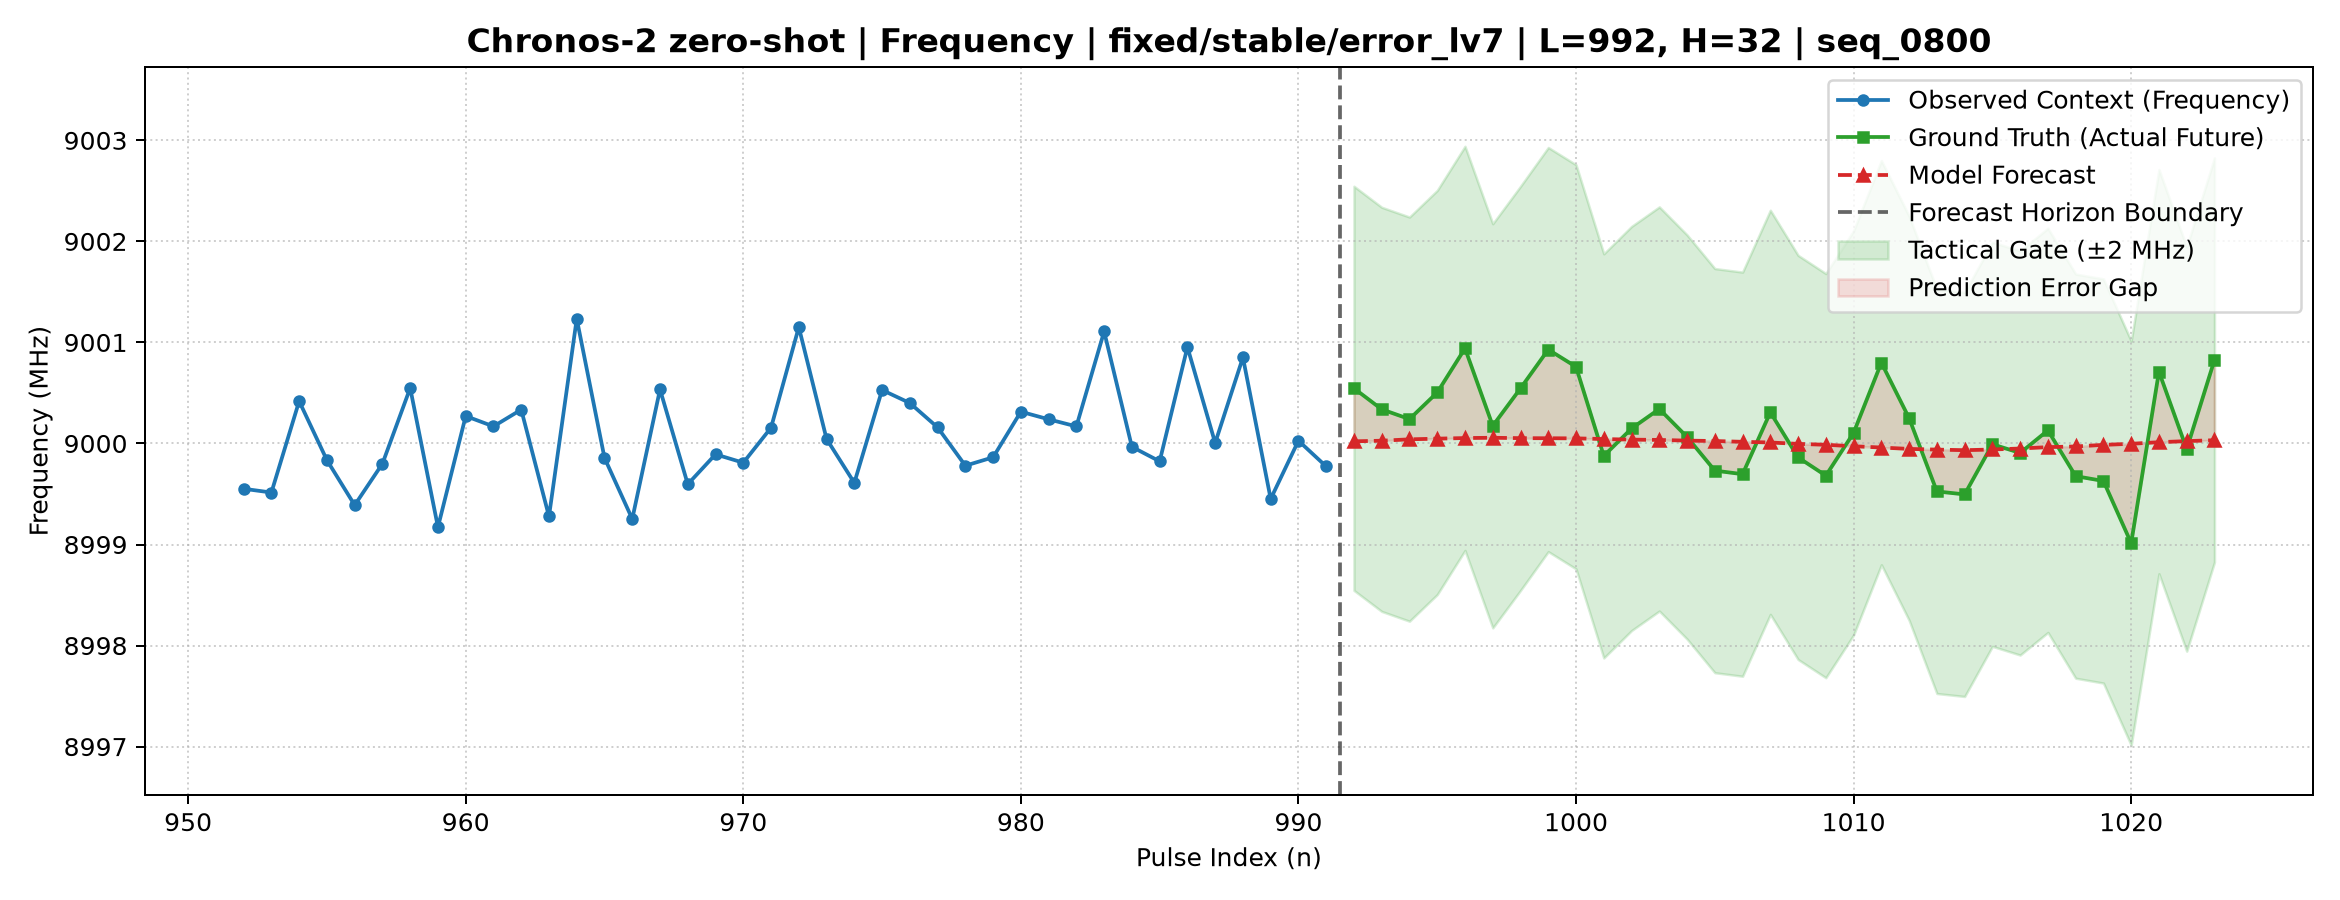 Chronos-2 zero-shot | Frequency | fixed/stable/error_lv7 | L=992, H=32 | seq_0800
Observed Context (Frequency)
Ground Truth (Actual Future)
Model Forecast
Forecast Horizon Boundary
Tactical Gate (±2 MHz)
Prediction Error Gap
Frequency (MHz)
9003
9002
9001
9000
8999
8998
8997
950 960 970 980 990 1000 1010 1020
Pulse Index (n)